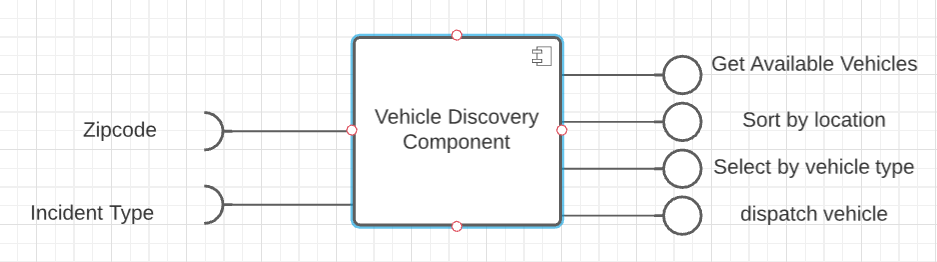 Zipcode
Incident Type
Vehicle Discovery
Component
Get Available Vehicles
Sort by location
Select by vehicle type
dispatch vehicle